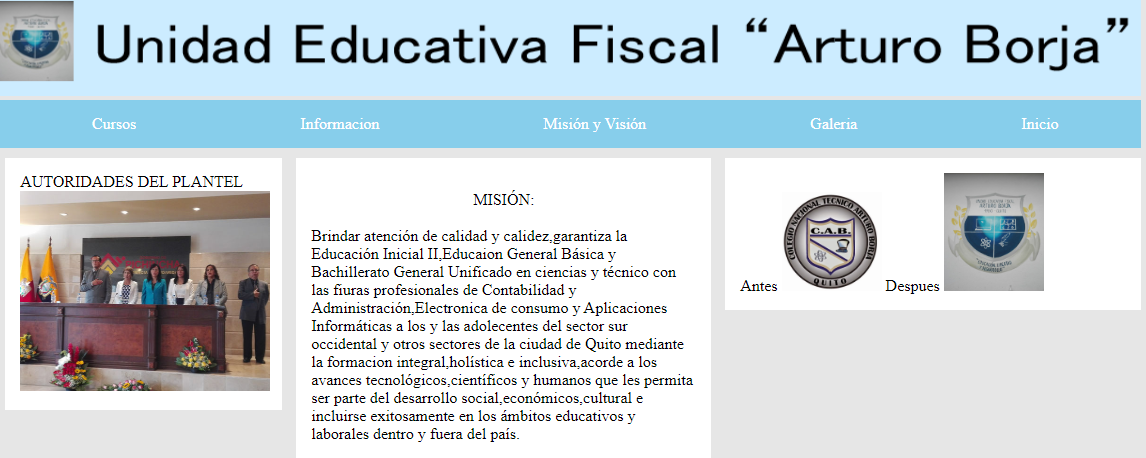 Unidad Educativa Fiscal “Arturo Borja”
Cursos Informacion Misión y Visión Galeria Inicio
AUTORIDADES DEL PLANTEL
MISIÓN:
Brindar atención de calidad y calidez,garantiza la
Educación Inicial II,Educaion General Básica y
Bachillerato General Unificado en ciencias y técnico con
las fiuras profesionales de Contabilidad y
Administración,Electronica de consumo y Aplicaciones
Informáticas a los y las adolecentes del sector sur
occidental y otros sectores de la ciudad de Quito mediante
la formacion integral,holística e inclusiva,acorde a los
avances tecnológicos,científicos y humanos que les permita
ser parte del desarrollo social,económicos,cultural e
incluirse exitosamente en los ámbitos educativos y
laborales dentro y fuera del país.
Antes
COLEGIO NACIONAL TECNICO ARTURO BORJA
C.A.B.
QUITO
Despues
ARTURO BORJA